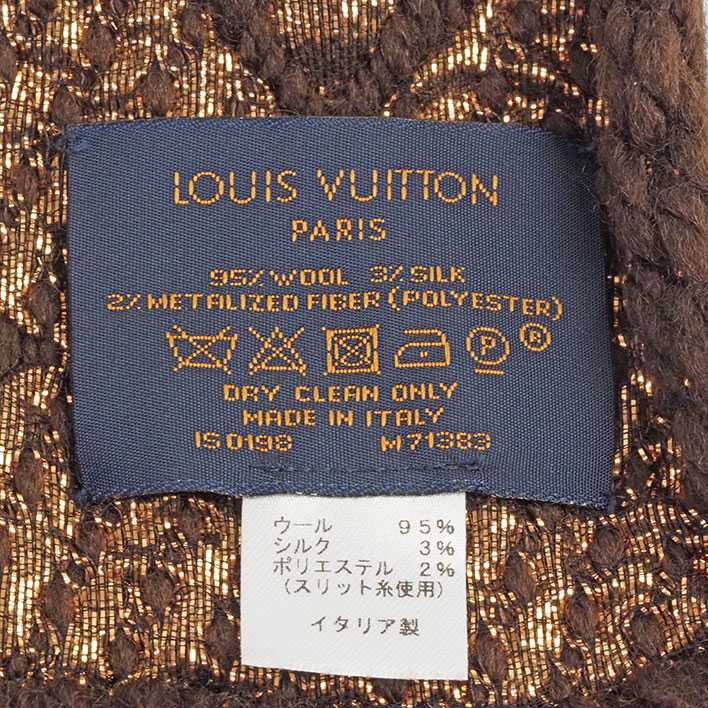 LOUIS VUITTON
PARIS
95% WOOL 3% SILK
2% METALIZED FIBER (POLYESTER)
P ®
DRY CLEAN ONLY
MADE IN ITALY
IS0198 M71383
ウール 95%
シルク 3%
ポリエステル 2%
(スリット糸使用)
イタリア製